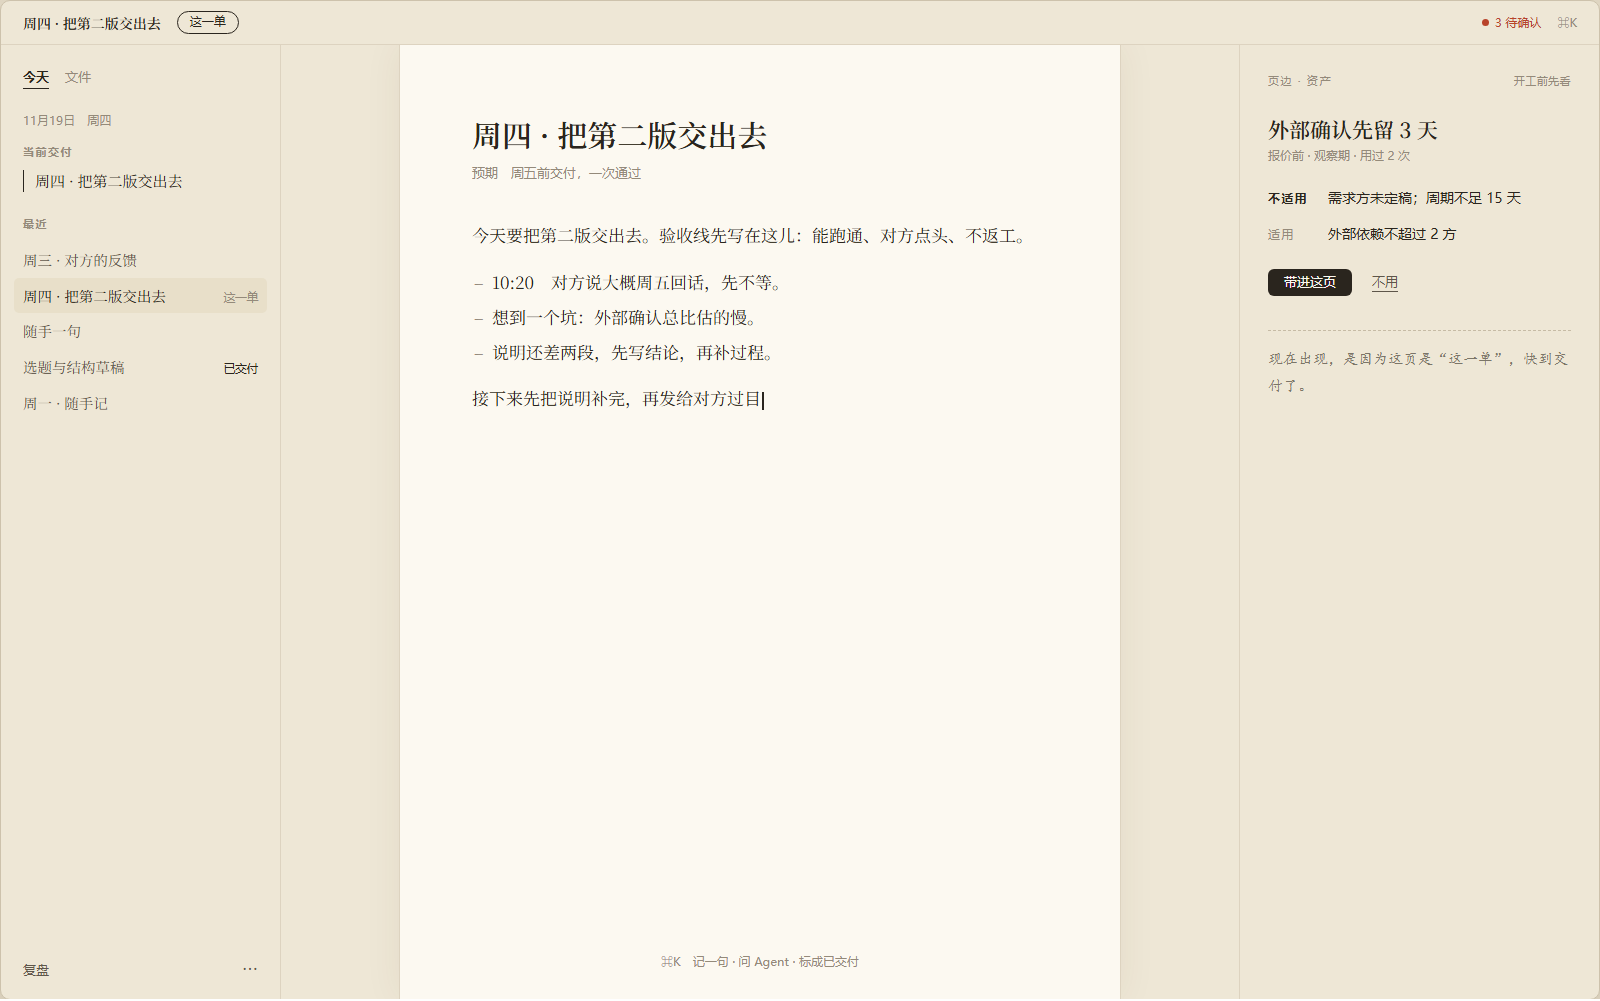 周四 · 把第二版交出去 这一单
3 待确认 ⌘K
今天 文件
11月19日 周四
当前交付
周四 · 把第二版交出去
最近
周三 · 对方的反馈
周四 · 把第二版交出去 这一单
随手一句
选题与结构草稿 已交付
周一 · 随手记
复盘 ···
周四 · 把第二版交出去
预期 周五前交付，一次通过
今天要把第二版交出去。验收线先写在这儿：能跑通、对方点头、不返工。
– 10:20 对方说大概周五回话，先不等。
– 想到一个坑：外部确认总比估的慢。
– 说明还差两段，先写结论，再补过程。
接下来先把说明补完，再发给对方过目
⌘K 记一句 · 问 Agent · 标成已交付
页边 · 资产 开工前先看
外部确认先留 3 天
报价前 · 观察期 · 用过 2 次
不适用 需求方未定稿；周期不足 15 天
适用 外部依赖不超过 2 方
带进这页 不用
现在出现，是因为这页是“这一单”，快到交
付了。